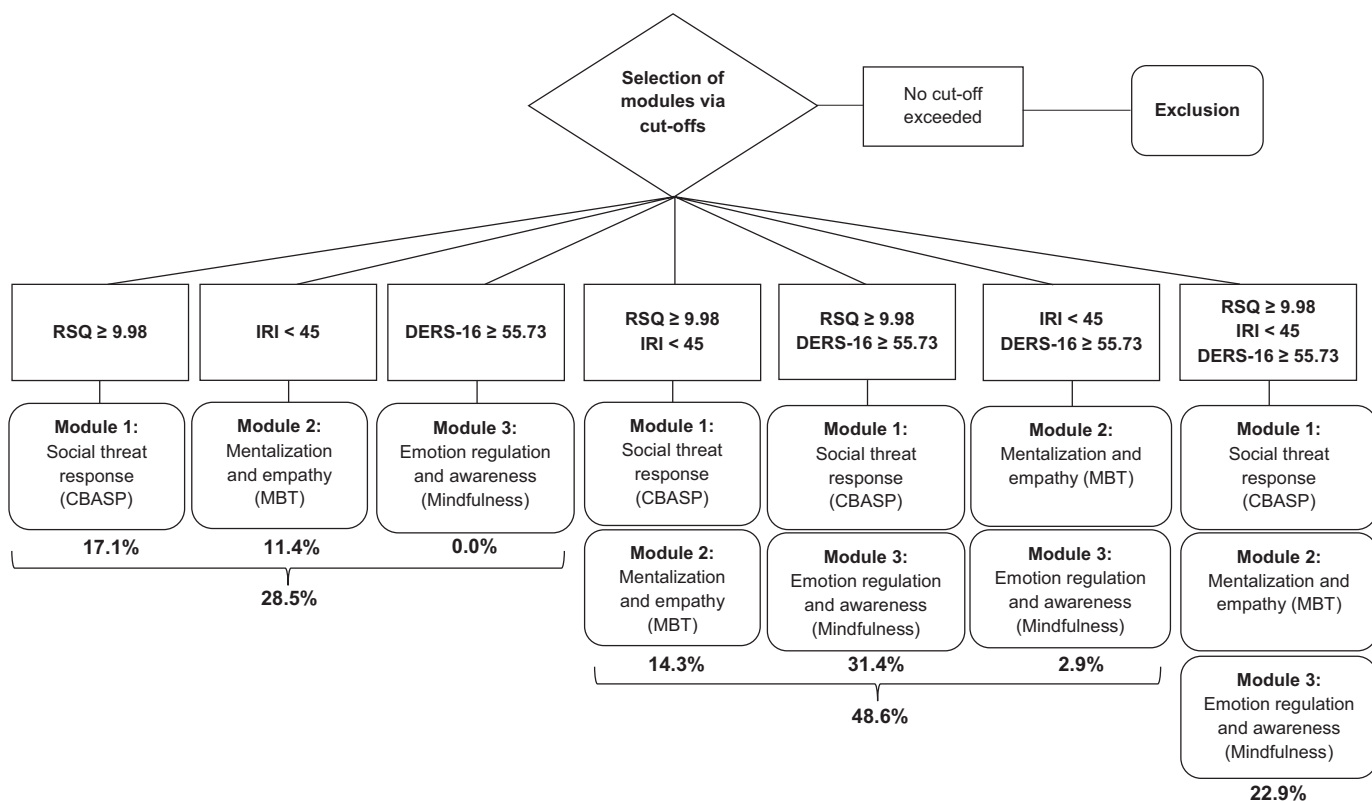 Selection of
modules via
cut-offs
No cut-off
exceeded
Exclusion
RSQ ≥ 9.98
IRI < 45
DERS-16 ≥ 55.73
RSQ ≥ 9.98
IRI < 45
RSQ ≥ 9.98
DERS-16 ≥ 55.73
IRI < 45
DERS-16 ≥ 55.73
RSQ ≥ 9.98
IRI < 45
DERS-16 ≥ 55.73
Module 1:
Social threat
response
(CBASP)
17.1%
Module 2:
Mentalization
and empathy
(MBT)
11.4%
Module 3:
Emotion regulation
and awareness
(Mindfulness)
0.0%
28.5%
Module 1:
Social threat
response
(CBASP)
Module 2:
Mentalization
and empathy
(MBT)
14.3%
Module 1:
Social threat
response
(CBASP)
Module 3:
Emotion regulation
and awareness
(Mindfulness)
31.4%
Module 2:
Mentalization and
empathy (MBT)
Module 3:
Emotion regulation
and awareness
(Mindfulness)
2.9%
48.6%
Module 1:
Social threat
response
(CBASP)
Module 2:
Mentalization and
empathy (MBT)
Module 3:
Emotion regulation
and awareness
(Mindfulness)
22.9%